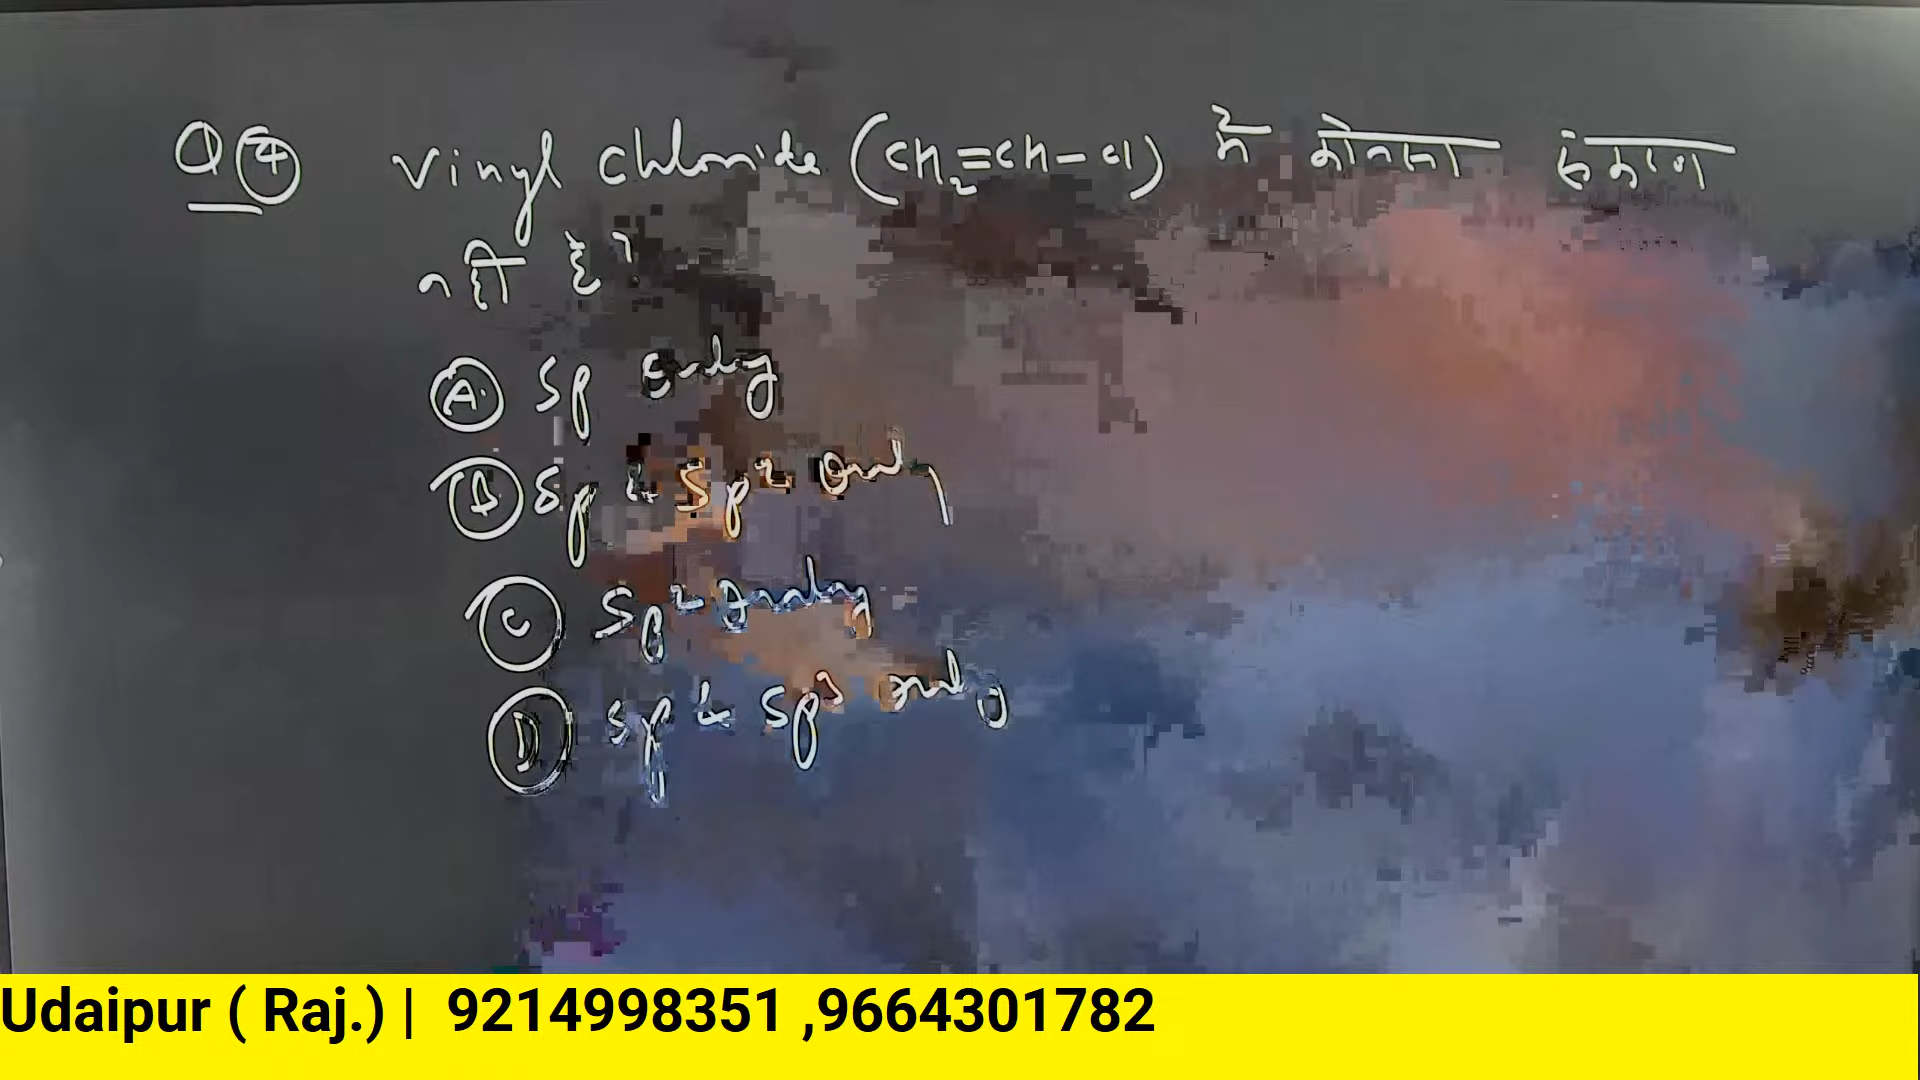 Q④ Vinyl chloride (CH₂=CH-Cl) में कौनसा संकरण
नही है?
Ⓐ Sp only
Ⓑ Sp & Sp² only
Ⓒ Sp² only
Ⓓ Sp & Sp³ only
Udaipur ( Raj.) | 9214998351 ,9664301782